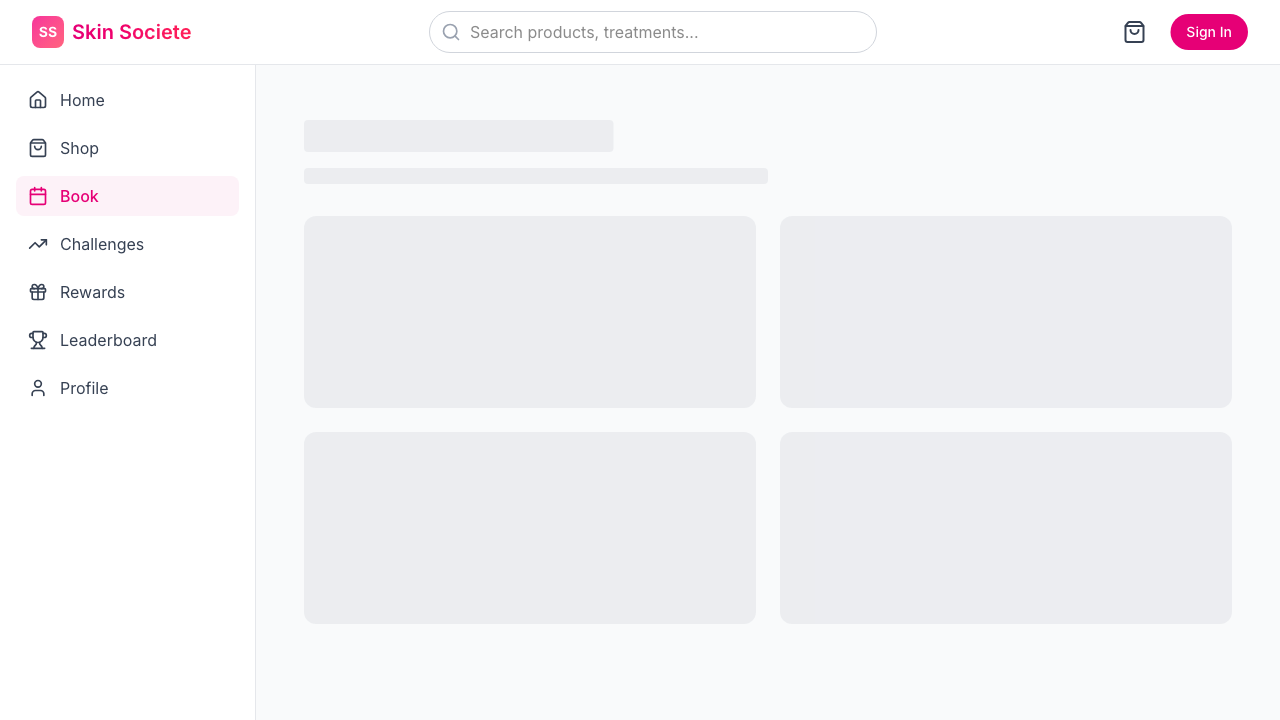 SS Skin Societe
Search products, treatments...
Sign In
Home
Shop
Book
Challenges
Rewards
Leaderboard
Profile